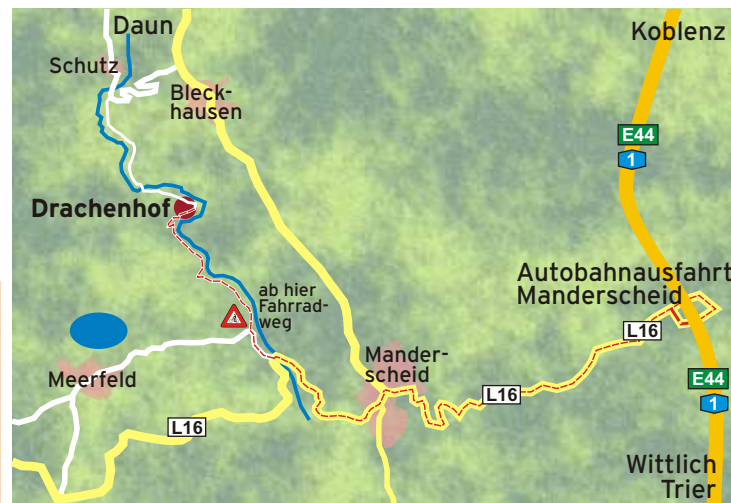 Daun
Koblenz
Schutz
Bleck-
hausen
E44
1
Drachenhof
Autobahnausfahrt
Manderscheid
ab hier
Fahrrad-
weg
L16
Mander-
scheid
Meerfeld
E44
L16
1
L16
Wittlich
Trier